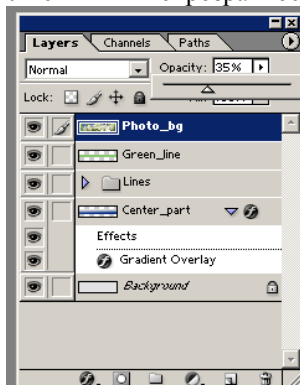 Layers Channels Paths
Normal Opacity: 35%
Lock:
Photo_bg
Green_line
Lines
Center_part
Effects
Gradient Overlay
Background